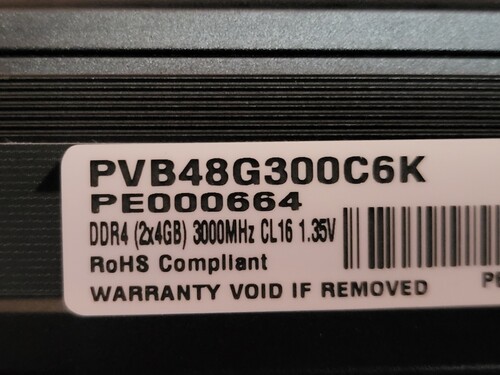 PVB48G300C6K
PE000664
DDR4 (2x4GB) 3000MHz CL16 1.35V
RoHS Compliant
WARRANTY VOID IF REMOVED